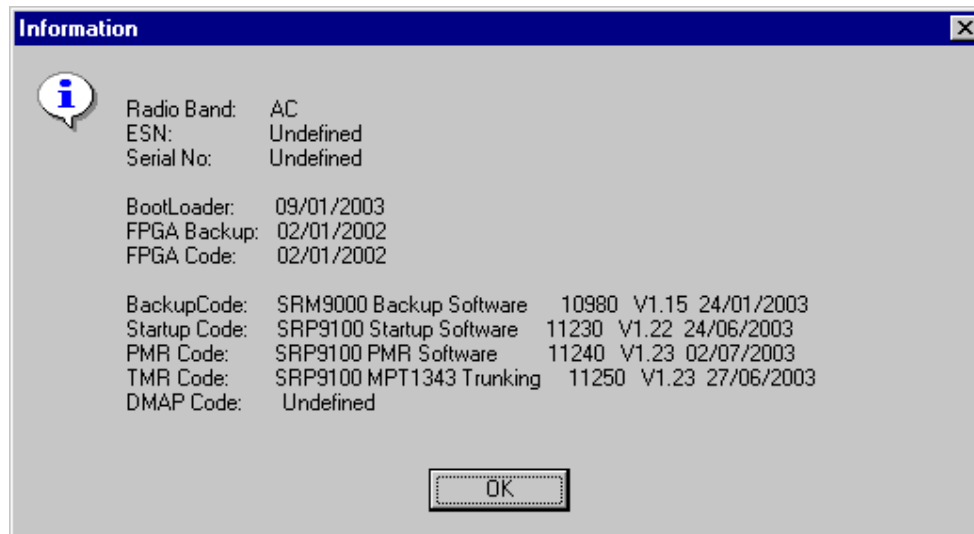 Information
Radio Band: AC
ESN: Undefined
Serial No: Undefined
BootLoader: 09/01/2003
FPGA Backup: 02/01/2002
FPGA Code: 02/01/2002
BackupCode: SRM9000 Backup Software 10980 V1.15 24/01/2003
Startup Code: SRP9100 Startup Software 11230 V1.22 24/06/2003
PMR Code: SRP9100 PMR Software 11240 V1.23 02/07/2003
TMR Code: SRP9100 MPT1343 Trunking 11250 V1.23 27/06/2003
DMAP Code: Undefined
OK